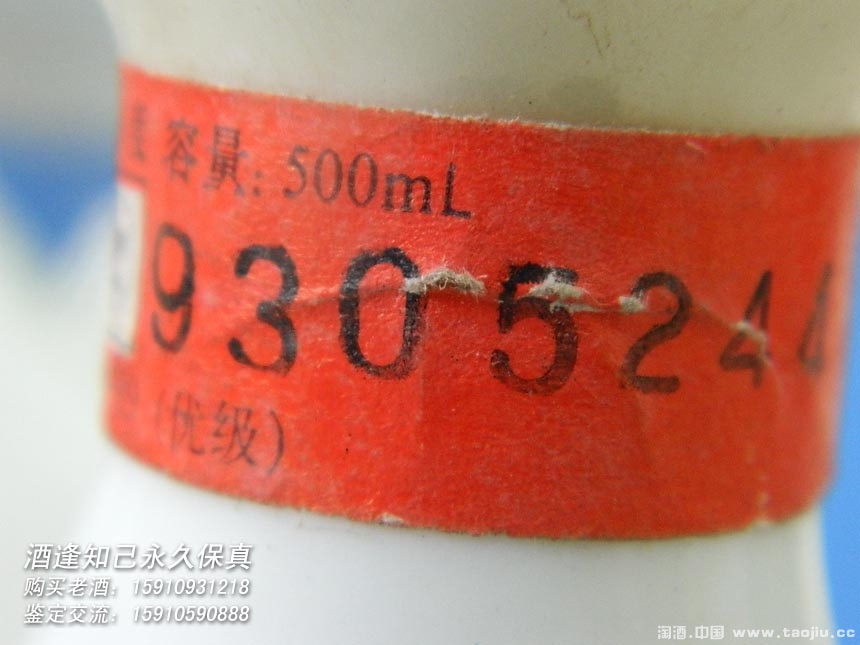 容量: 500mL
9305244
(优级)
酒逢知己永久保真
购买老酒: 15910931218
鉴定交流: 15910590888
淘酒.中国 www.taojiu.cc